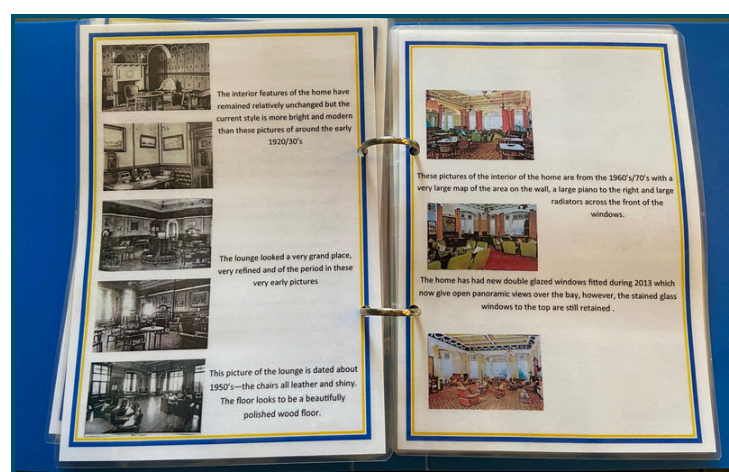 The interior features of the home have
remained relatively unchanged but the
current style is more bright and modern
than these pictures of around the early
1920/30's
The lounge looked a very grand place,
very refined and of the period in these
very early pictures
This picture of the lounge is dated about
1950's—the chairs all leather and shiny.
The floor looks to be a beautifully
polished wood floor.
These pictures of the interior of the home are from the 1960's/70's with a
very large map of the area on the wall, a large piano to the right and large
radiators across the front of the
windows.
The home has had new double glazed windows fitted during 2013 which
now give open panoramic views over the bay, however, the stained glass
windows to the top are still retained .